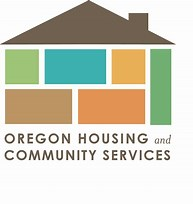 OREGON HOUSING and
COMMUNITY SERVICES